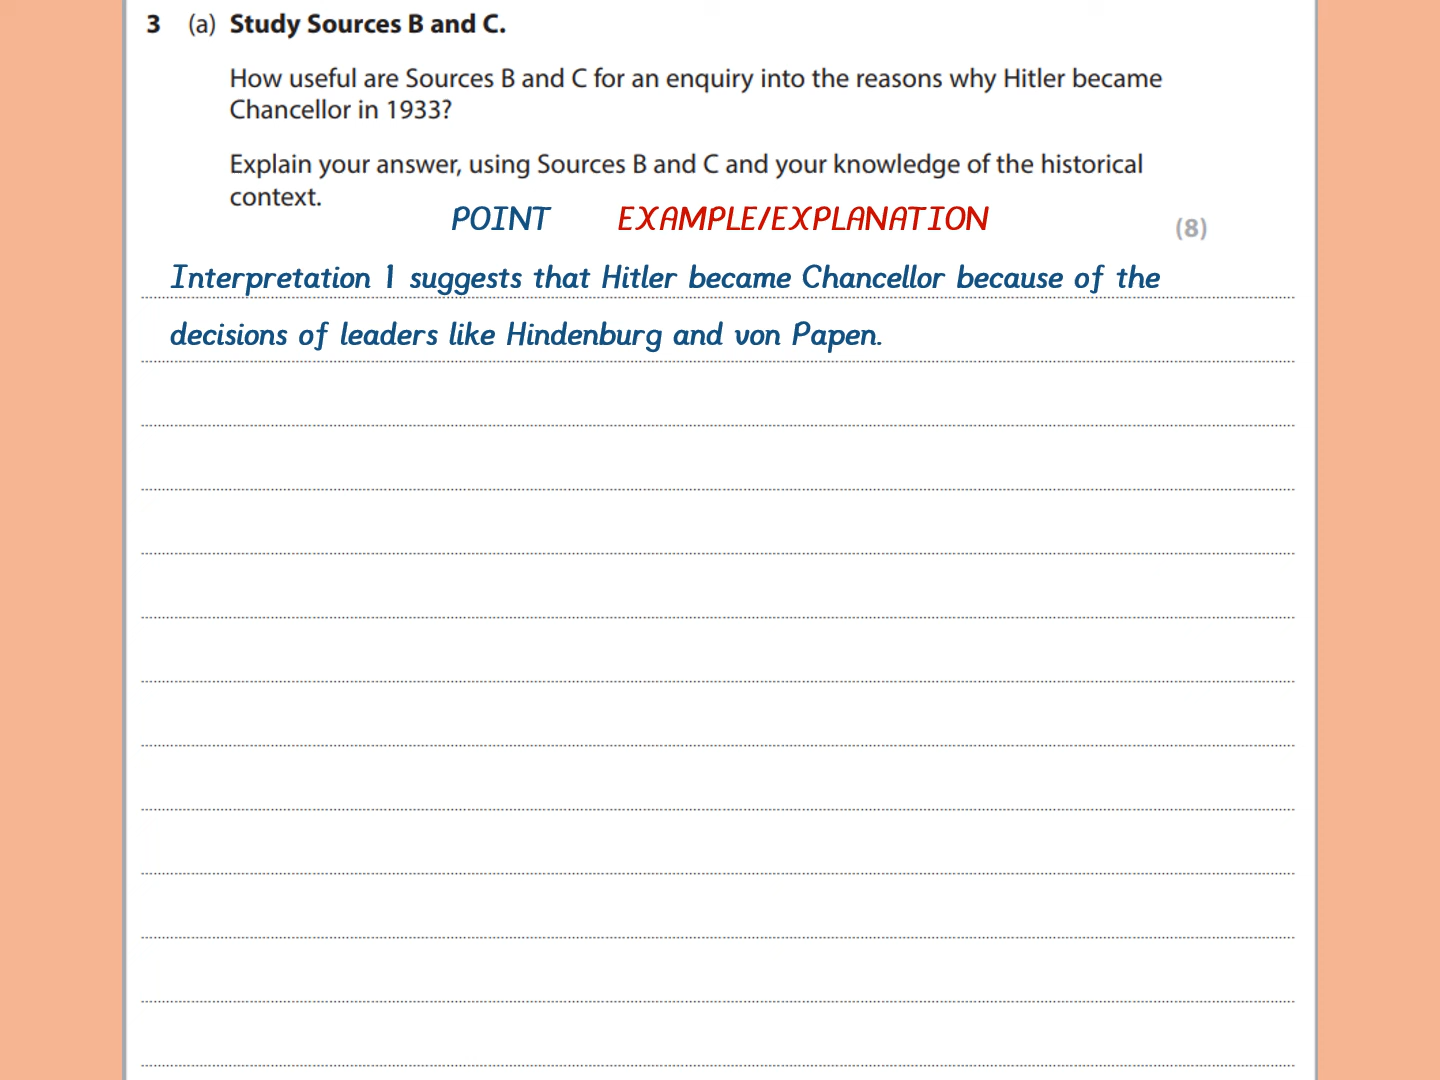 3 (a) Study Sources B and C.
How useful are Sources B and C for an enquiry into the reasons why Hitler became
Chancellor in 1933?
Explain your answer, using Sources B and C and your knowledge of the historical
context.
POINT EXAMPLE/EXPLANATION
(8)
Interpretation 1 suggests that Hitler became Chancellor because of the
decisions of leaders like Hindenburg and von Papen.